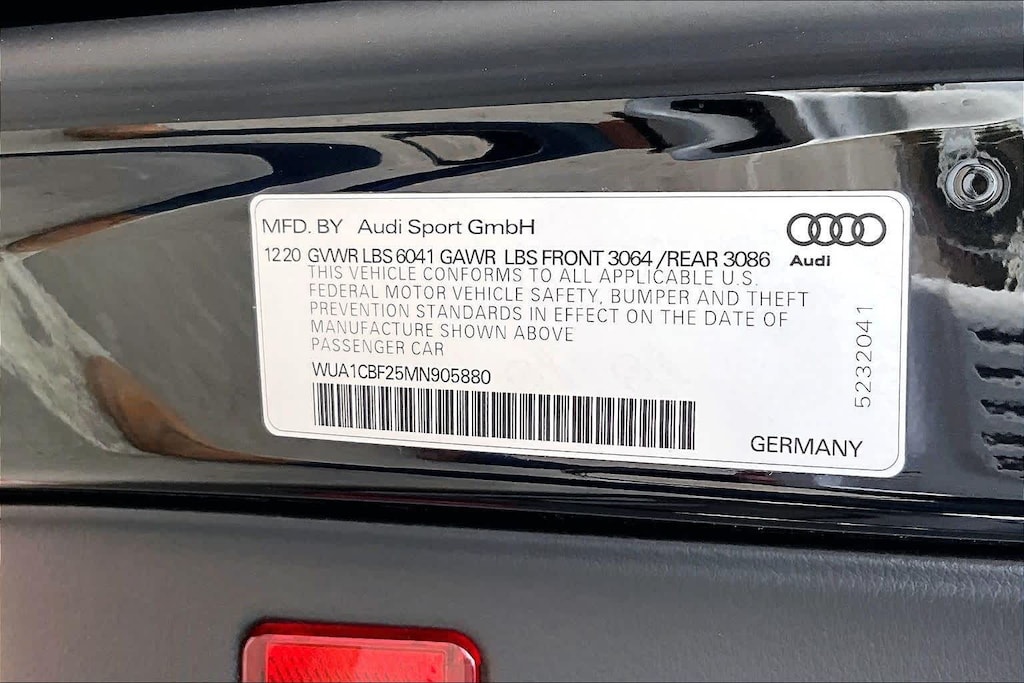 MFD. BY Audi Sport GmbH
Audi
12 20 GVWR LBS 6041 GAWR LBS FRONT 3064 /REAR 3086
THIS VEHICLE CONFORMS TO ALL APPLICABLE U.S.
FEDERAL MOTOR VEHICLE SAFETY, BUMPER AND THEFT
PREVENTION STANDARDS IN EFFECT ON THE DATE OF
MANUFACTURE SHOWN ABOVE
PASSENGER CAR
WUA1CBF25MN905880
5232041
GERMANY